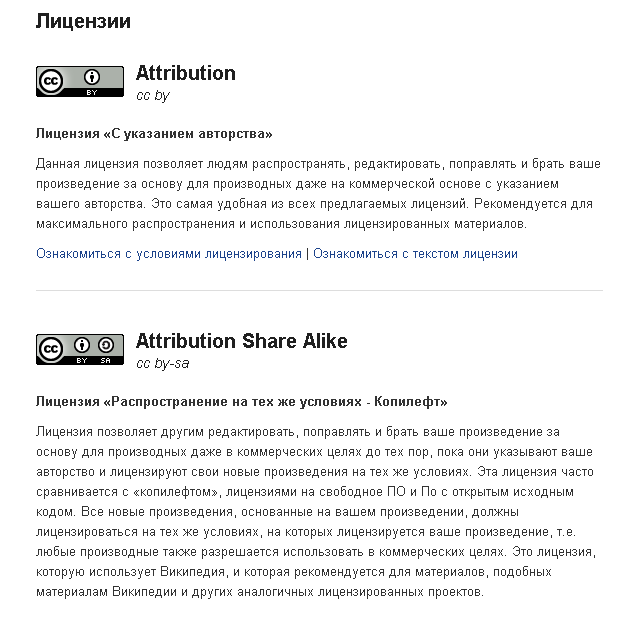 Лицензии
cc BY
Attribution
cc by
Лицензия «С указанием авторства»
Данная лицензия позволяет людям распространять, редактировать, поправлять и брать ваше
произведение за основу для производных даже на коммерческой основе с указанием
вашего авторства. Это самая удобная из всех предлагаемых лицензий. Рекомендуется для
максимального распространения и использования лицензированных материалов.
Ознакомиться с условиями лицензирования | Ознакомиться с текстом лицензии
cc BY SA
Attribution Share Alike
cc by-sa
Лицензия «Распространение на тех же условиях - Копилефт»
Лицензия позволяет другим редактировать, поправлять и брать ваше произведение за
основу для производных даже в коммерческих целях до тех пор, пока они указывают ваше
авторство и лицензируют свои новые произведения на тех же условиях. Эта лицензия часто
сравнивается с «копилефтом», лицензиями на свободное ПО и По с открытым исходным
кодом. Все новые произведения, основанные на вашем произведении, должны
лицензироваться на тех же условиях, на которых лицензируется ваше произведение, т.е.
любые производные также разрешается использовать в коммерческих целях. Это лицензия,
которую использует Википедия, и которая рекомендуется для материалов, подобных
материалам Википедии и других аналогичных лицензированных проектов.